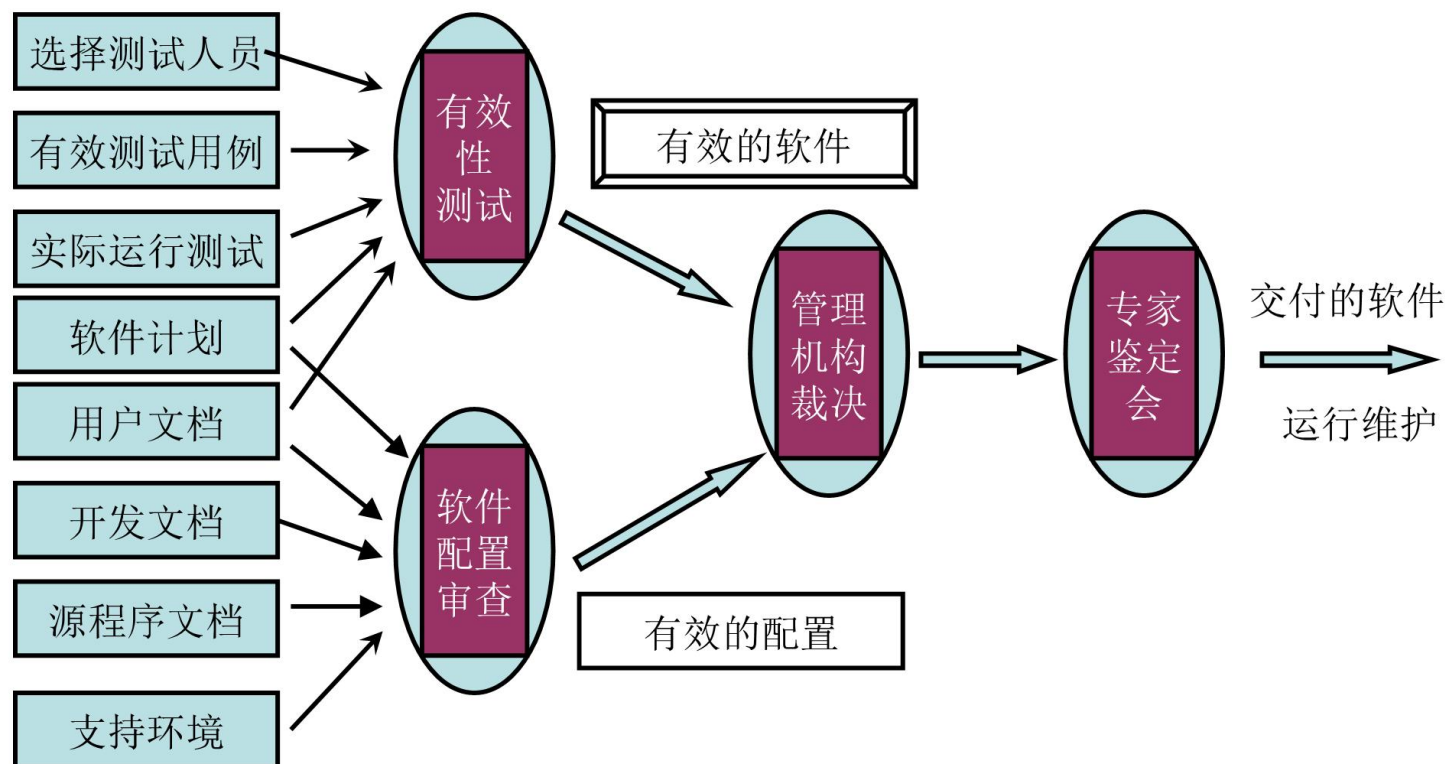 选择测试人员
有效测试用例
实际运行测试
软件计划
用户文档
开发文档
源程序文档
支持环境
有效
性
测试
软件
配置
审查
有效的软件
有效的配置
管理
机构
裁决
专家
鉴定
会
交付的软件
运行维护